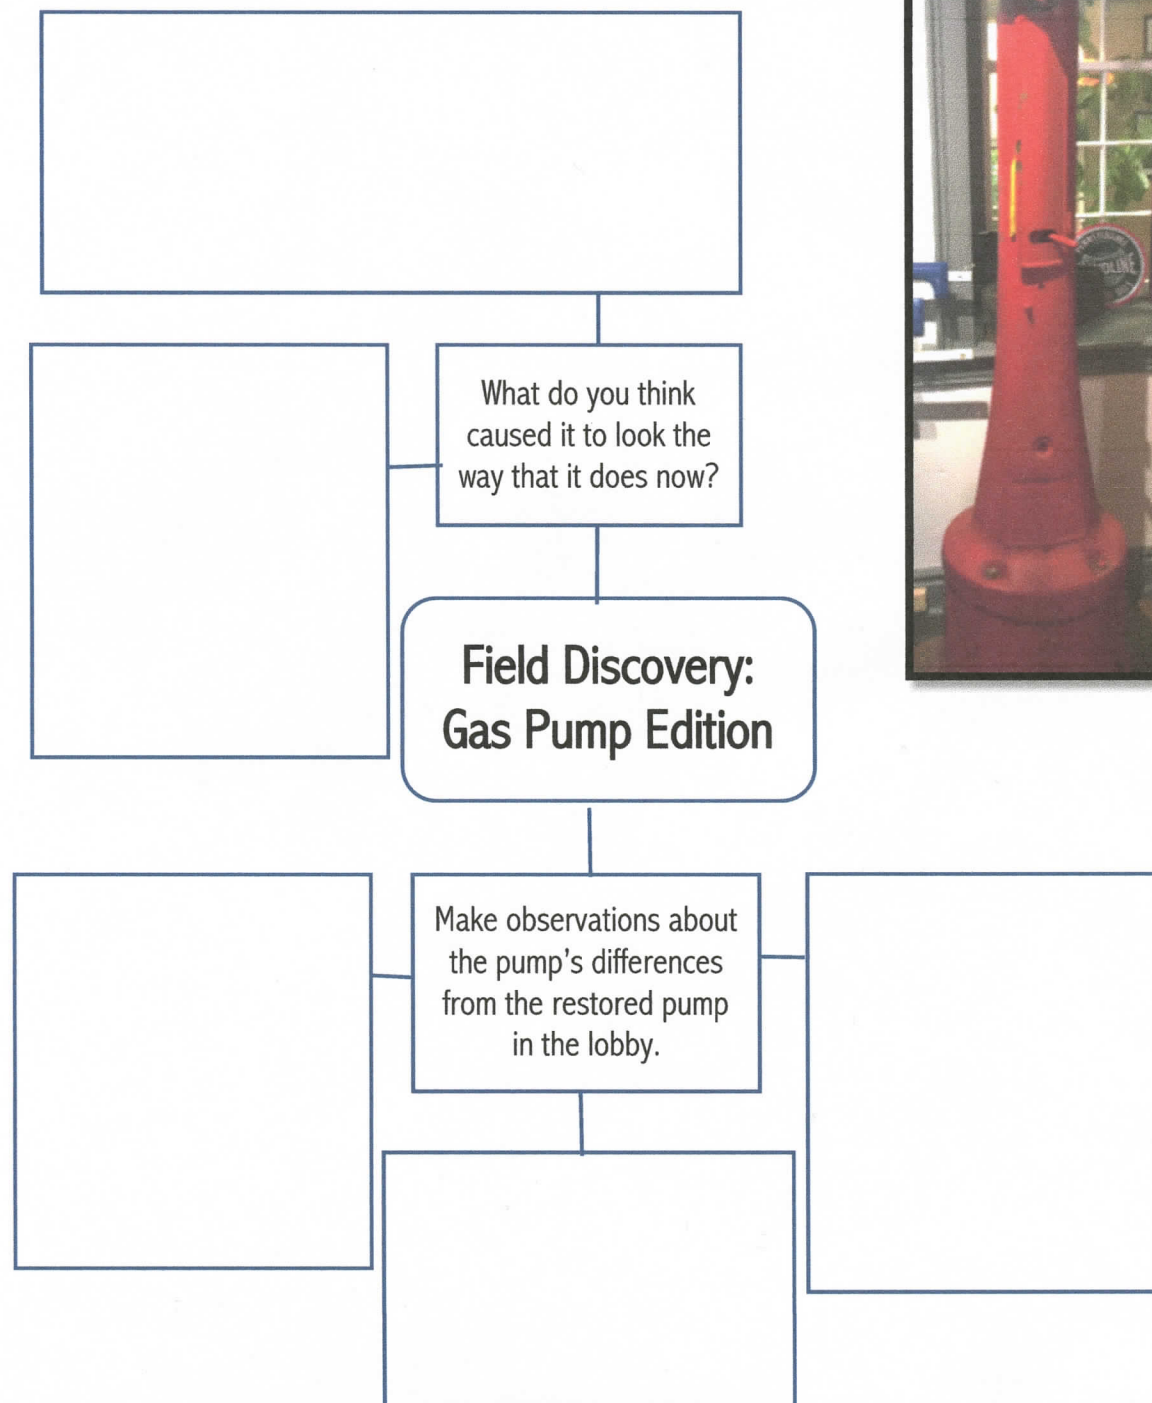 What do you think
caused it to look the
way that it does now?
Field Discovery:
Gas Pump Edition
Make observations about
the pump's differences
from the restored pump
in the lobby.